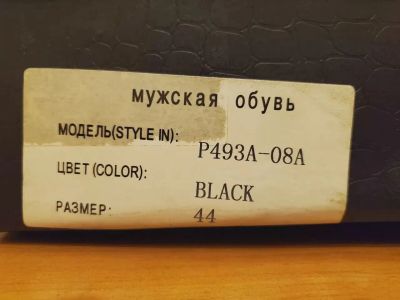 мужская обувь
МОДЕЛЬ(STYLE IN): P493A-08A
ЦВЕТ (COLOR): BLACK
РАЗМЕР: 44